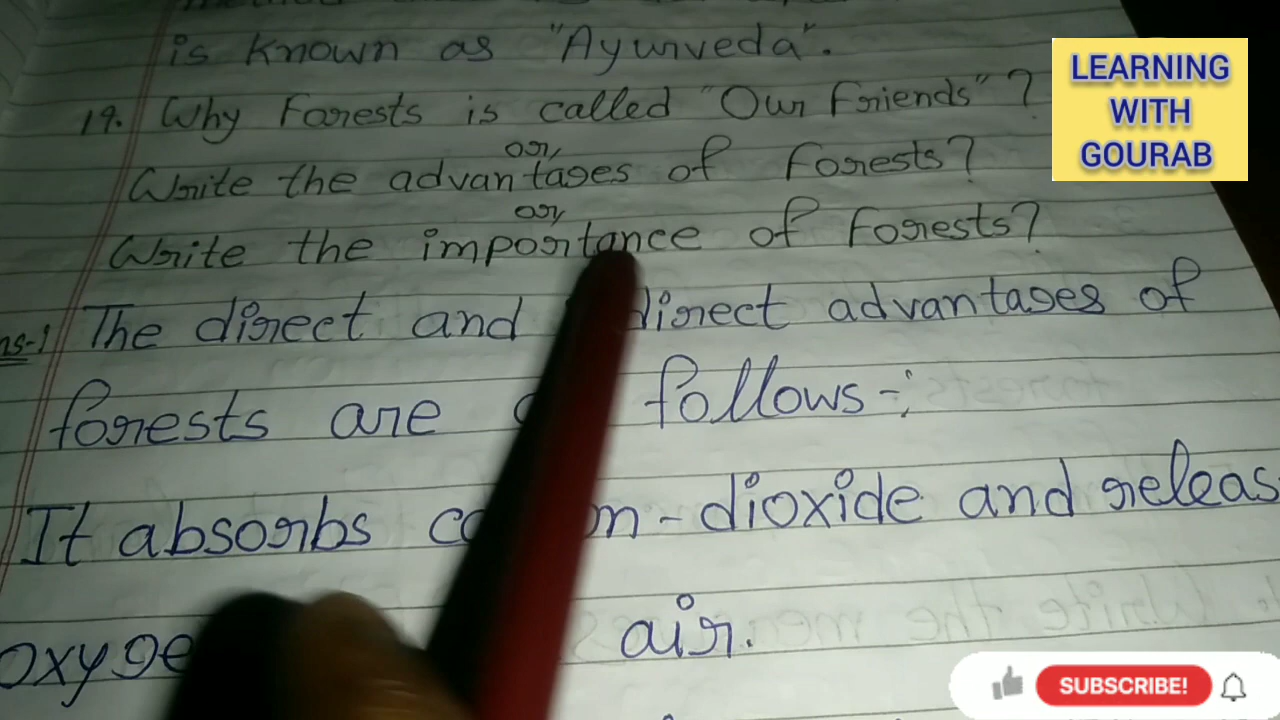 is known as "Ayurveda".
19. Why Forests is called "Our Friends"?
or,
Write the advantages of Forests?
or,
Write the importance of Forests?
The direct and direct advantages of
forests are follows-:
It absorbs dioxide and releas
air.
LEARNING
WITH
GOURAB
SUBSCRIBE!